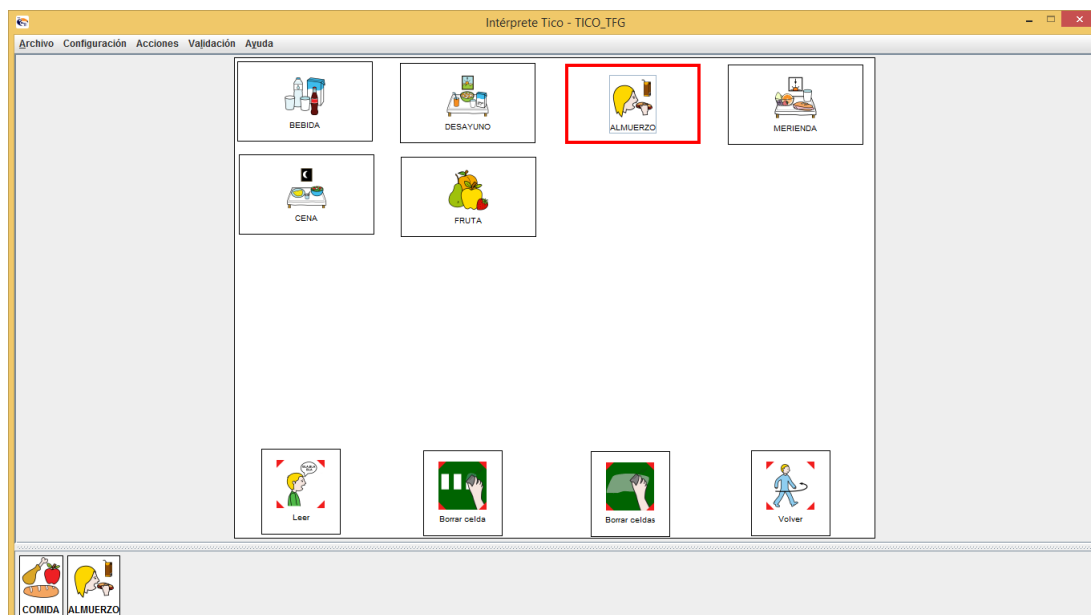 Intérprete Tico - TICO_TFG
Archivo Configuración Acciones Validación Ayuda
BEBIDA DESAYUNO ALMUERZO MERIENDA
CENA FRUTA
Leer Borrar celda Borrar celdas Volver
COMIDA ALMUERZO